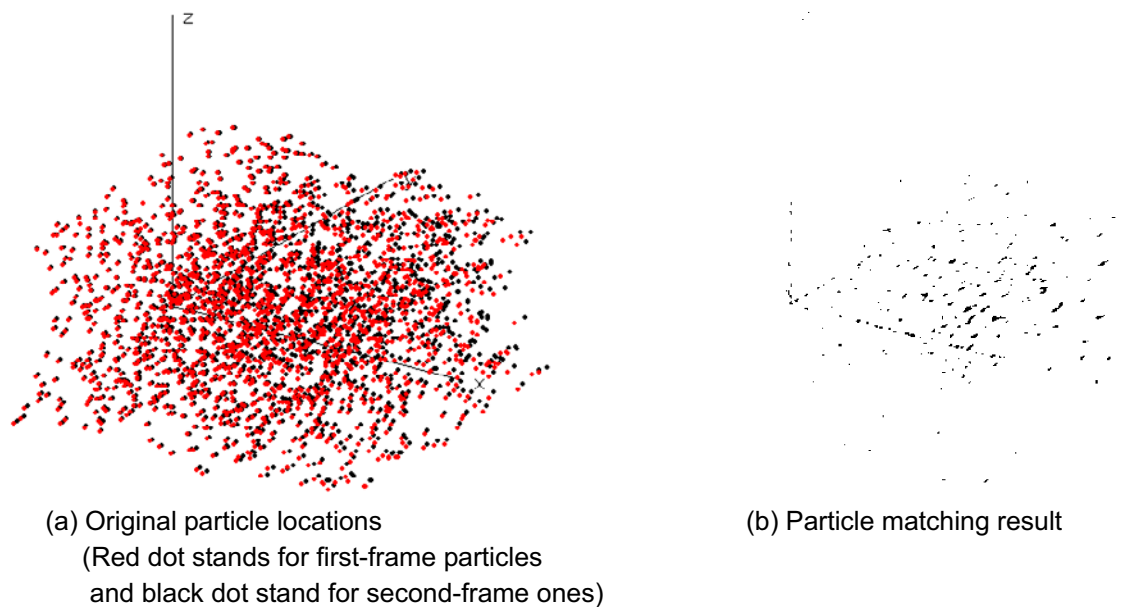 Z
Y
X
(a) Original particle locations
(Red dot stands for first-frame particles
and black dot stand for second-frame ones)
(b) Particle matching result